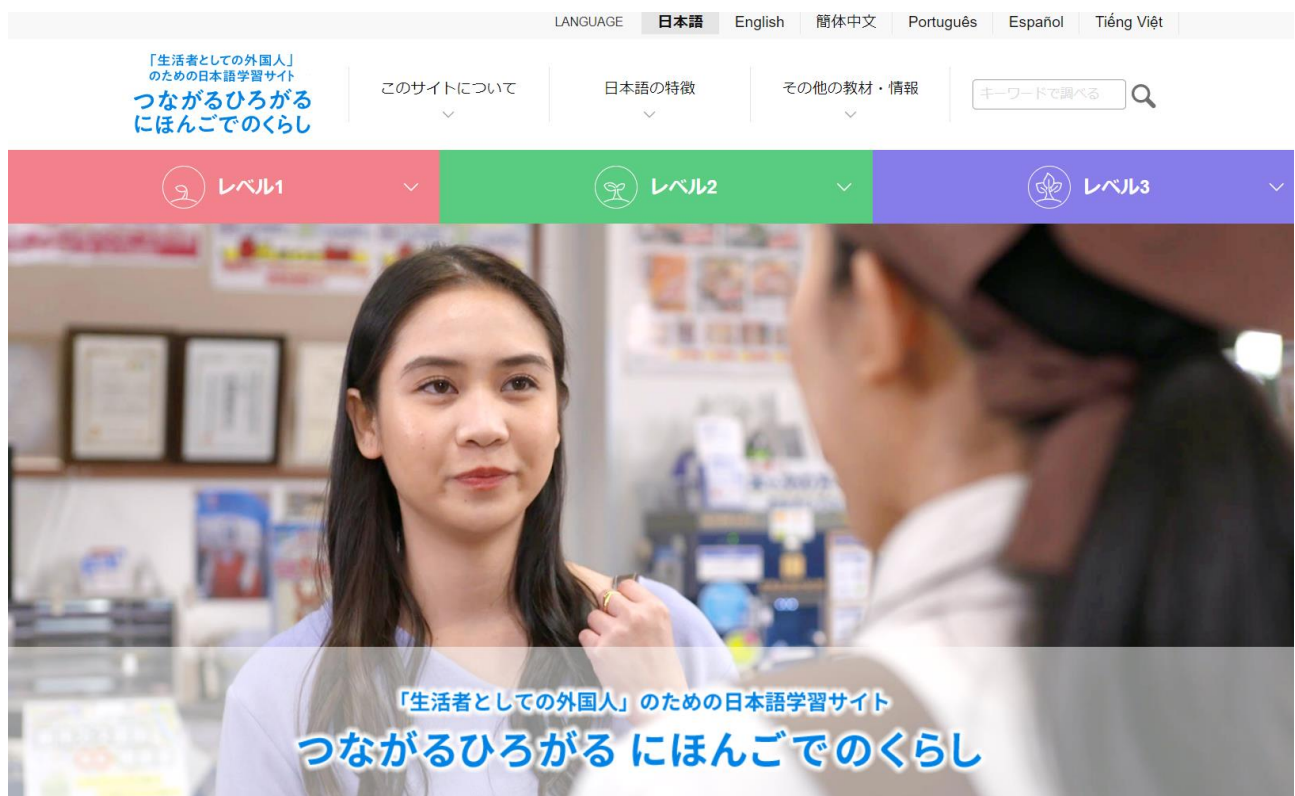 LANGUAGE 日本語 English 簡体中文 Português Español Tiếng Việt
「生活者としての外国人」
のための日本語学習サイト
つながるひろがる
にほんごでのくらし
このサイトについて 日本語の特徴 その他の教材・情報 キーワードで調べる
レベル1 レベル2 レベル3
「生活者としての外国人」のための日本語学習サイト
つながるひろがる にほんごでのくらし